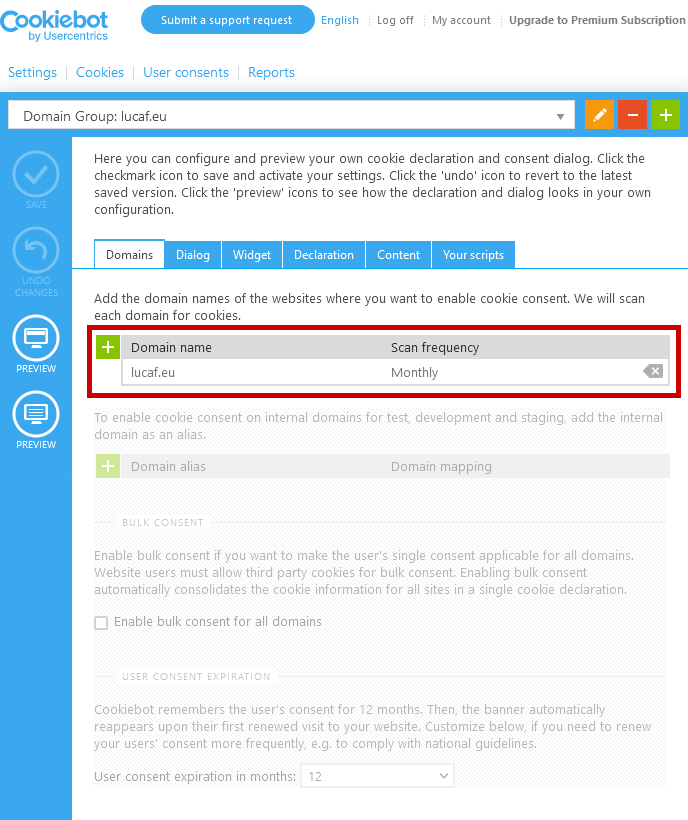 Cookiebot
by Usercentrics
Submit a support request
English
Log off
My account
Upgrade to Premium Subscription
Settings
Cookies
User consents
Reports
Domain Group: lucaf.eu
SAVE
UNDO
CHANGES
PREVIEW
PREVIEW
Here you can configure and preview your own cookie declaration and consent dialog. Click the
checkmark icon to save and activate your settings. Click the 'undo' icon to revert to the latest
saved version. Click the 'preview' icons to see how the declaration and dialog looks in your own
configuration.
Domains
Dialog
Widget
Declaration
Content
Your scripts
Add the domain names of the websites where you want to enable cookie consent. We will scan
each domain for cookies.
Domain name
Scan frequency
lucaf.eu
Monthly
To enable cookie consent on internal domains for test, development and staging, add the internal
domain as an alias.
Domain alias
Domain mapping
BULK CONSENT
Enable bulk consent if you want to make the user's single consent applicable for all domains.
Website users must allow third party cookies for bulk consent. Enabling bulk consent
automatically consolidates the cookie information for all sites in a single cookie declaration.
Enable bulk consent for all domains
USER CONSENT EXPIRATION
Cookiebot remembers the user's consent for 12 months. Then, the banner automatically
reappears upon their first renewed visit to your website. Customize below, if you need to renew
your users' consent more frequently, e.g. to comply with national guidelines.
User consent expiration in months:
12